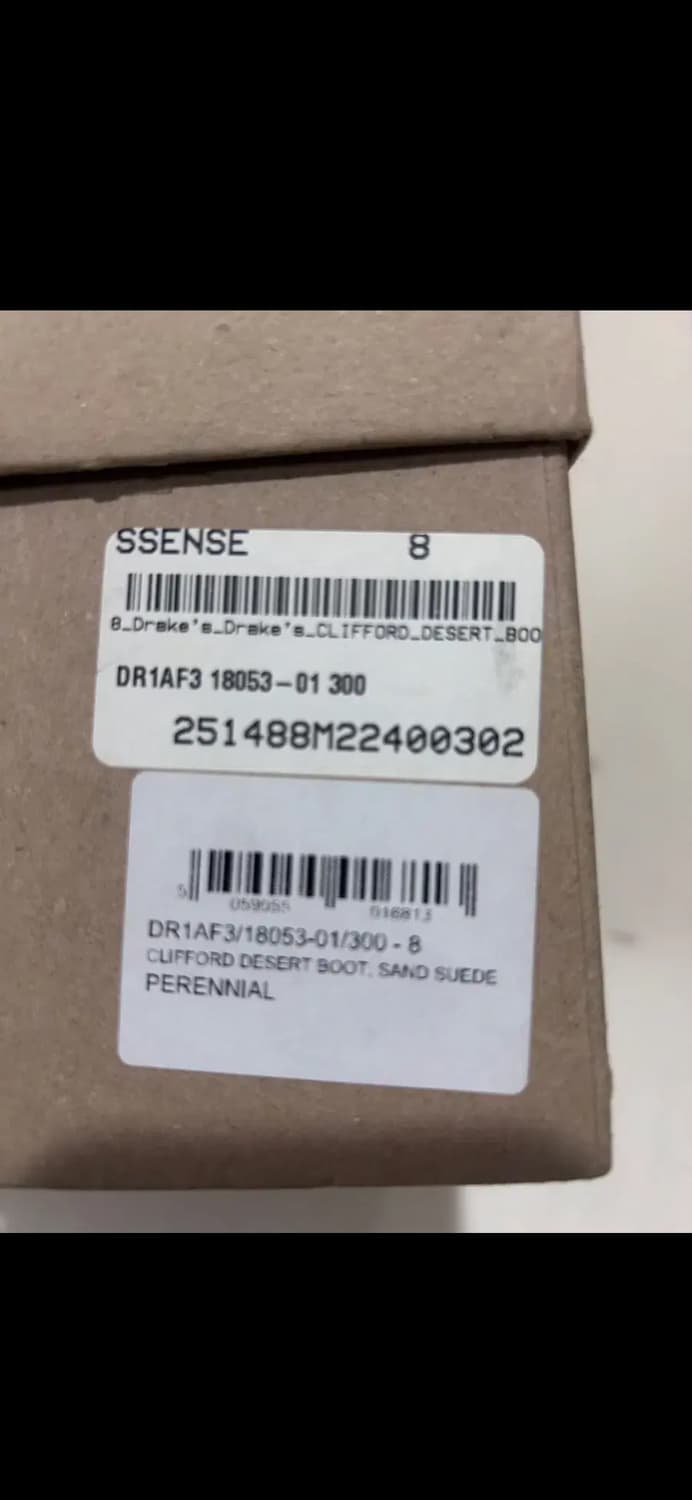 SSENSE 8
8_Drake's_Drake's_CLIFFORD_DESERT_BOO
DR1AF3 18053-01 300
251488M22400302
5 059055 016813
DR1AF3/18053-01/300 - 8
CLIFFORD DESERT BOOT, SAND SUEDE
PERENNIAL